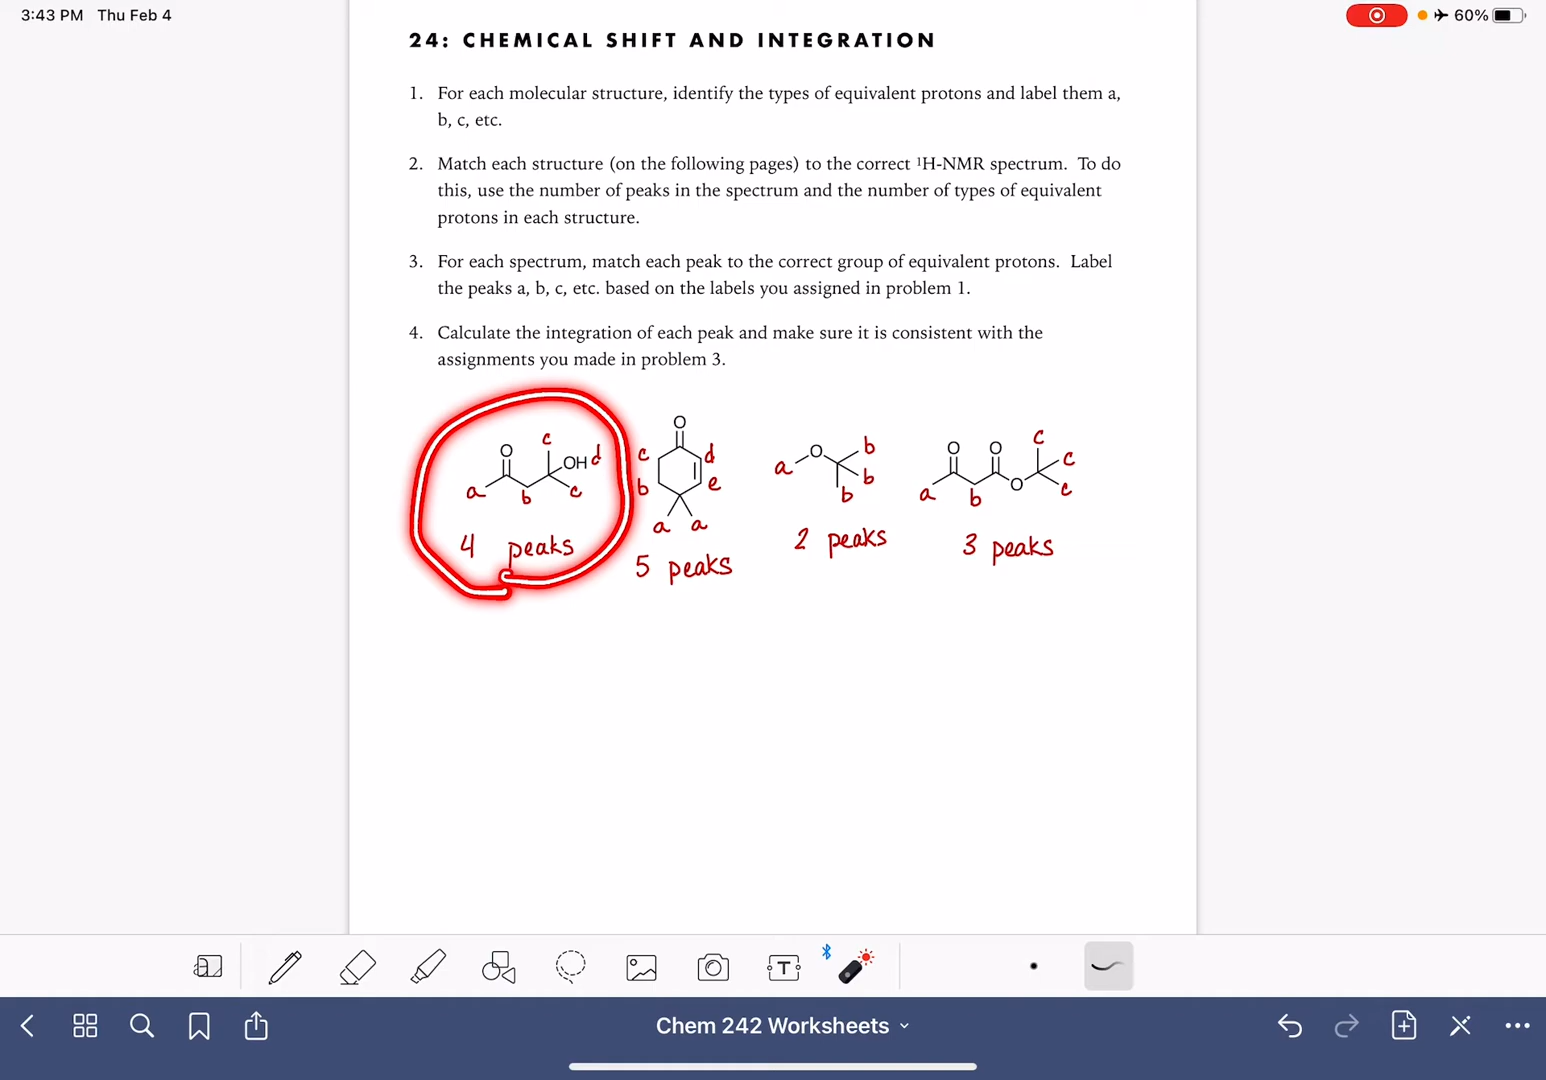 3:43 PM Thu Feb 4
60%
24: CHEMICAL SHIFT AND INTEGRATION
1. For each molecular structure, identify the types of equivalent protons and label them a,
b, c, etc.
2. Match each structure (on the following pages) to the correct ¹H-NMR spectrum. To do
this, use the number of peaks in the spectrum and the number of types of equivalent
protons in each structure.
3. For each spectrum, match each peak to the correct group of equivalent protons. Label
the peaks a, b, c, etc. based on the labels you assigned in problem 1.
4. Calculate the integration of each peak and make sure it is consistent with the
assignments you made in problem 3.
O c OH d a b c
4 peaks
O c d b e a a
5 peaks
a O b b b
2 peaks
O O c c a b O c
3 peaks
T
Chem 242 Worksheets